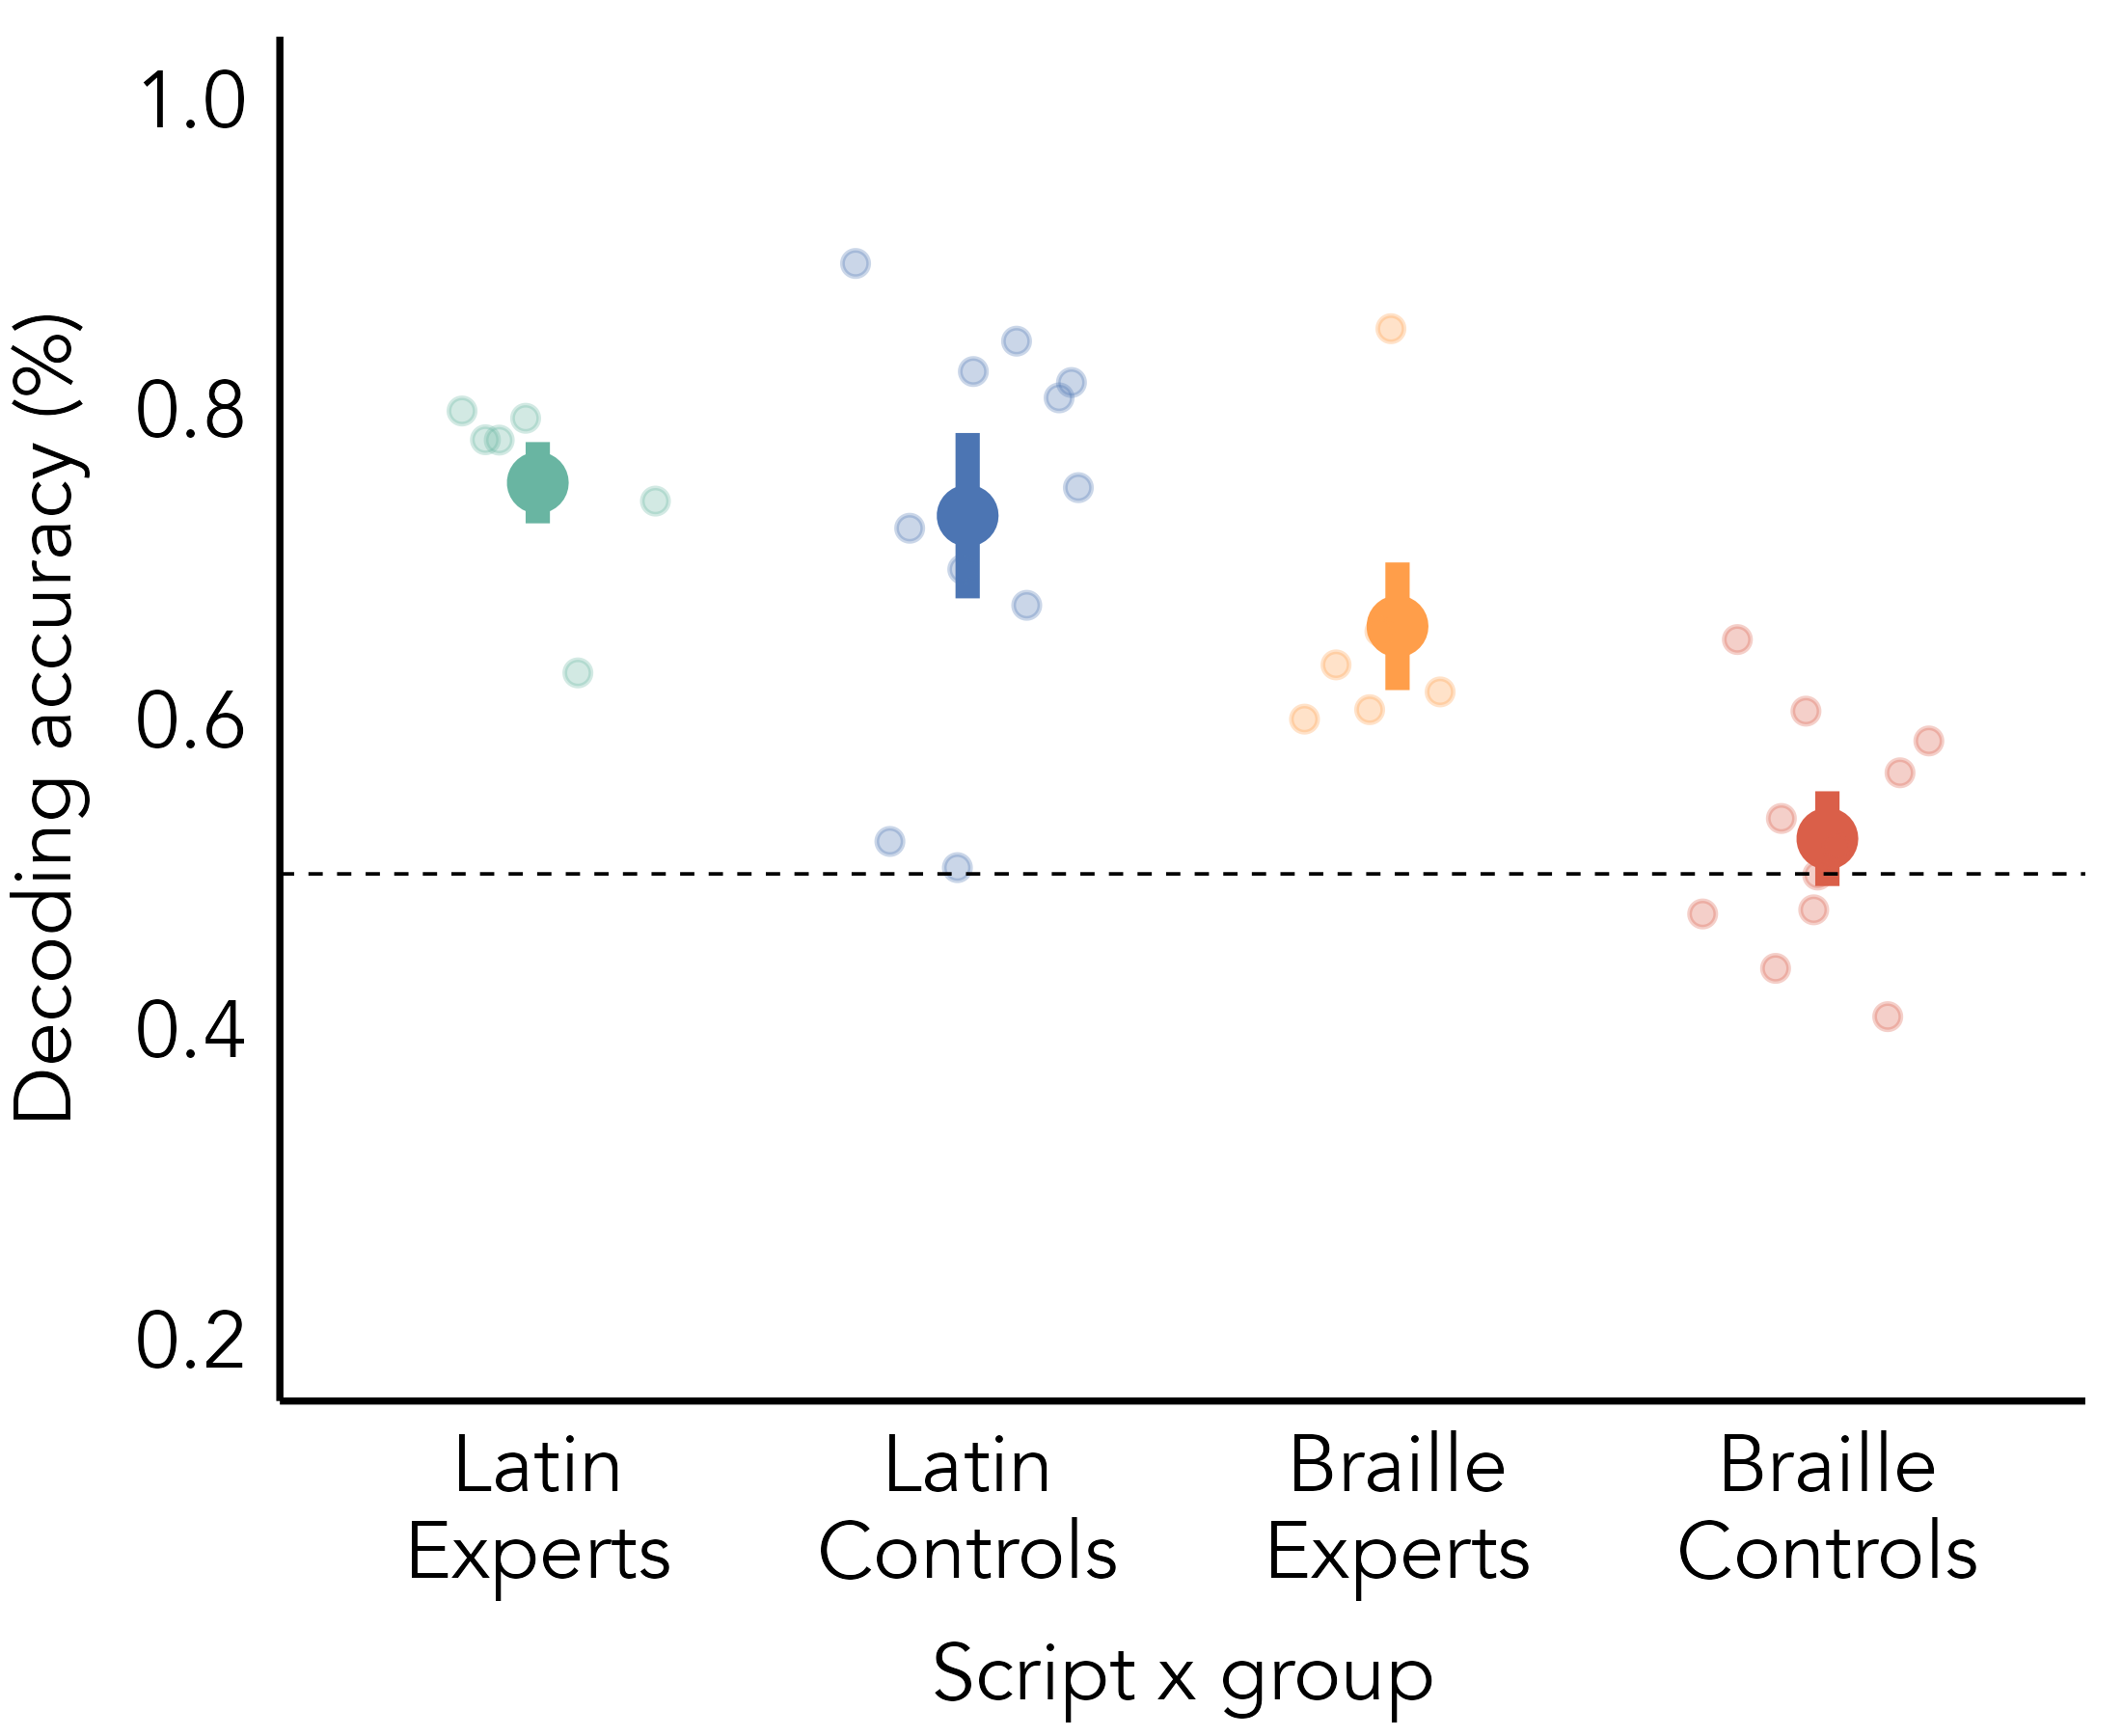 Decoding accuracy (%)
1.0
0.8
0.6
0.4
0.2
Latin
Experts
Latin
Controls
Braille
Experts
Braille
Controls
Script x group